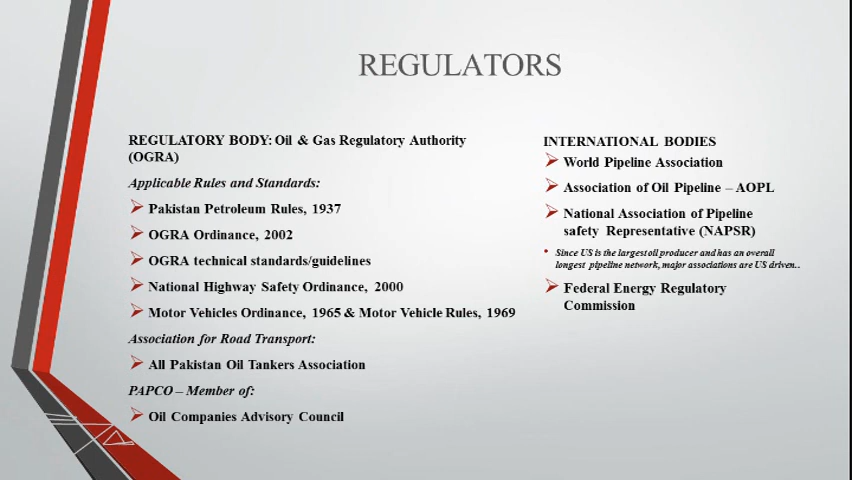 REGULATORS
REGULATORY BODY: Oil & Gas Regulatory Authority
(OGRA)
Applicable Rules and Standards:
Pakistan Petroleum Rules, 1937
OGRA Ordinance, 2002
OGRA technical standards/guidelines
National Highway Safety Ordinance, 2000
Motor Vehicles Ordinance, 1965 & Motor Vehicle Rules, 1969
Association for Road Transport:
All Pakistan Oil Tankers Association
PAPCO – Member of:
Oil Companies Advisory Council
INTERNATIONAL BODIES
World Pipeline Association
Association of Oil Pipeline – AOPL
National Association of Pipeline
safety Representative (NAPSR)
Since US is the largest oil producer and has an overall
longest pipeline network, major associations are US driven..
Federal Energy Regulatory
Commission